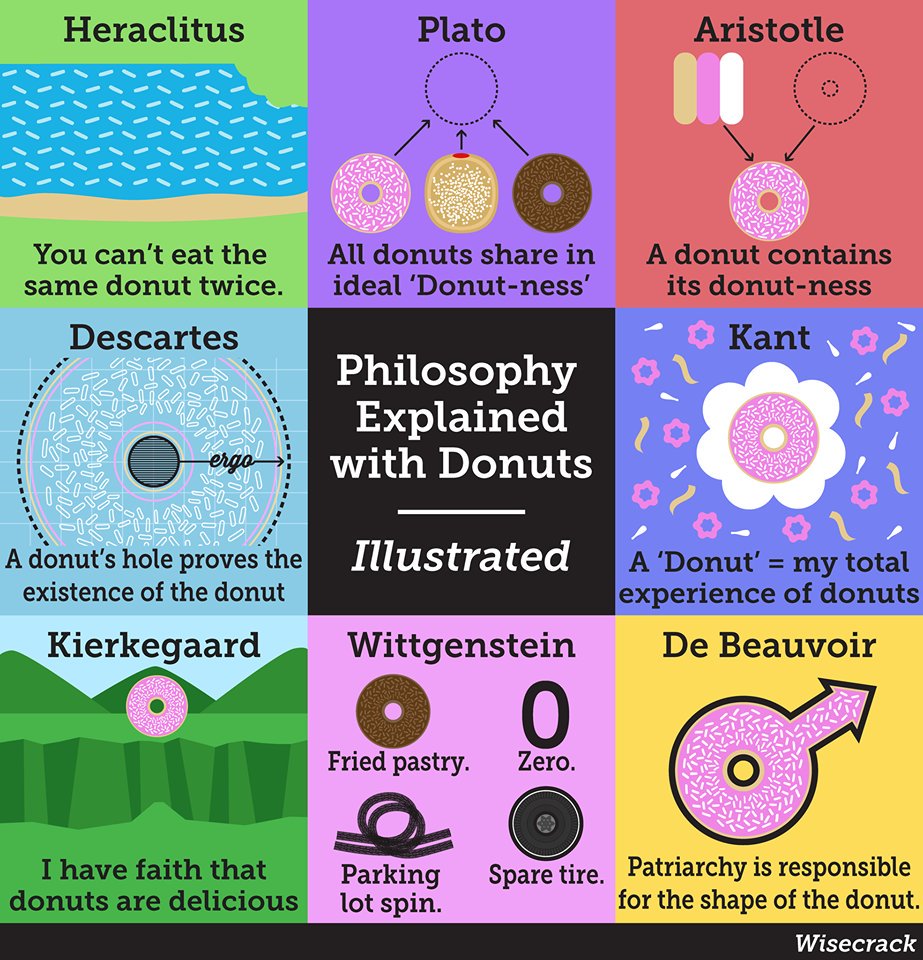 Heraclitus
You can't eat the
same donut twice.
Plato
All donuts share in
ideal ‘Donut-ness’
Aristotle
A donut contains
its donut-ness
Descartes
ergo
A donut’s hole proves the
existence of the donut
Philosophy
Explained
with Donuts
Illustrated
Kant
A ‘Donut’ = my total
experience of donuts
Kierkegaard
I have faith that
donuts are delicious
Wittgenstein
Fried pastry.
0
Zero.
Parking
lot spin.
Spare tire.
De Beauvoir
Patriarchy is responsible
for the shape of the donut.
Wisecrack